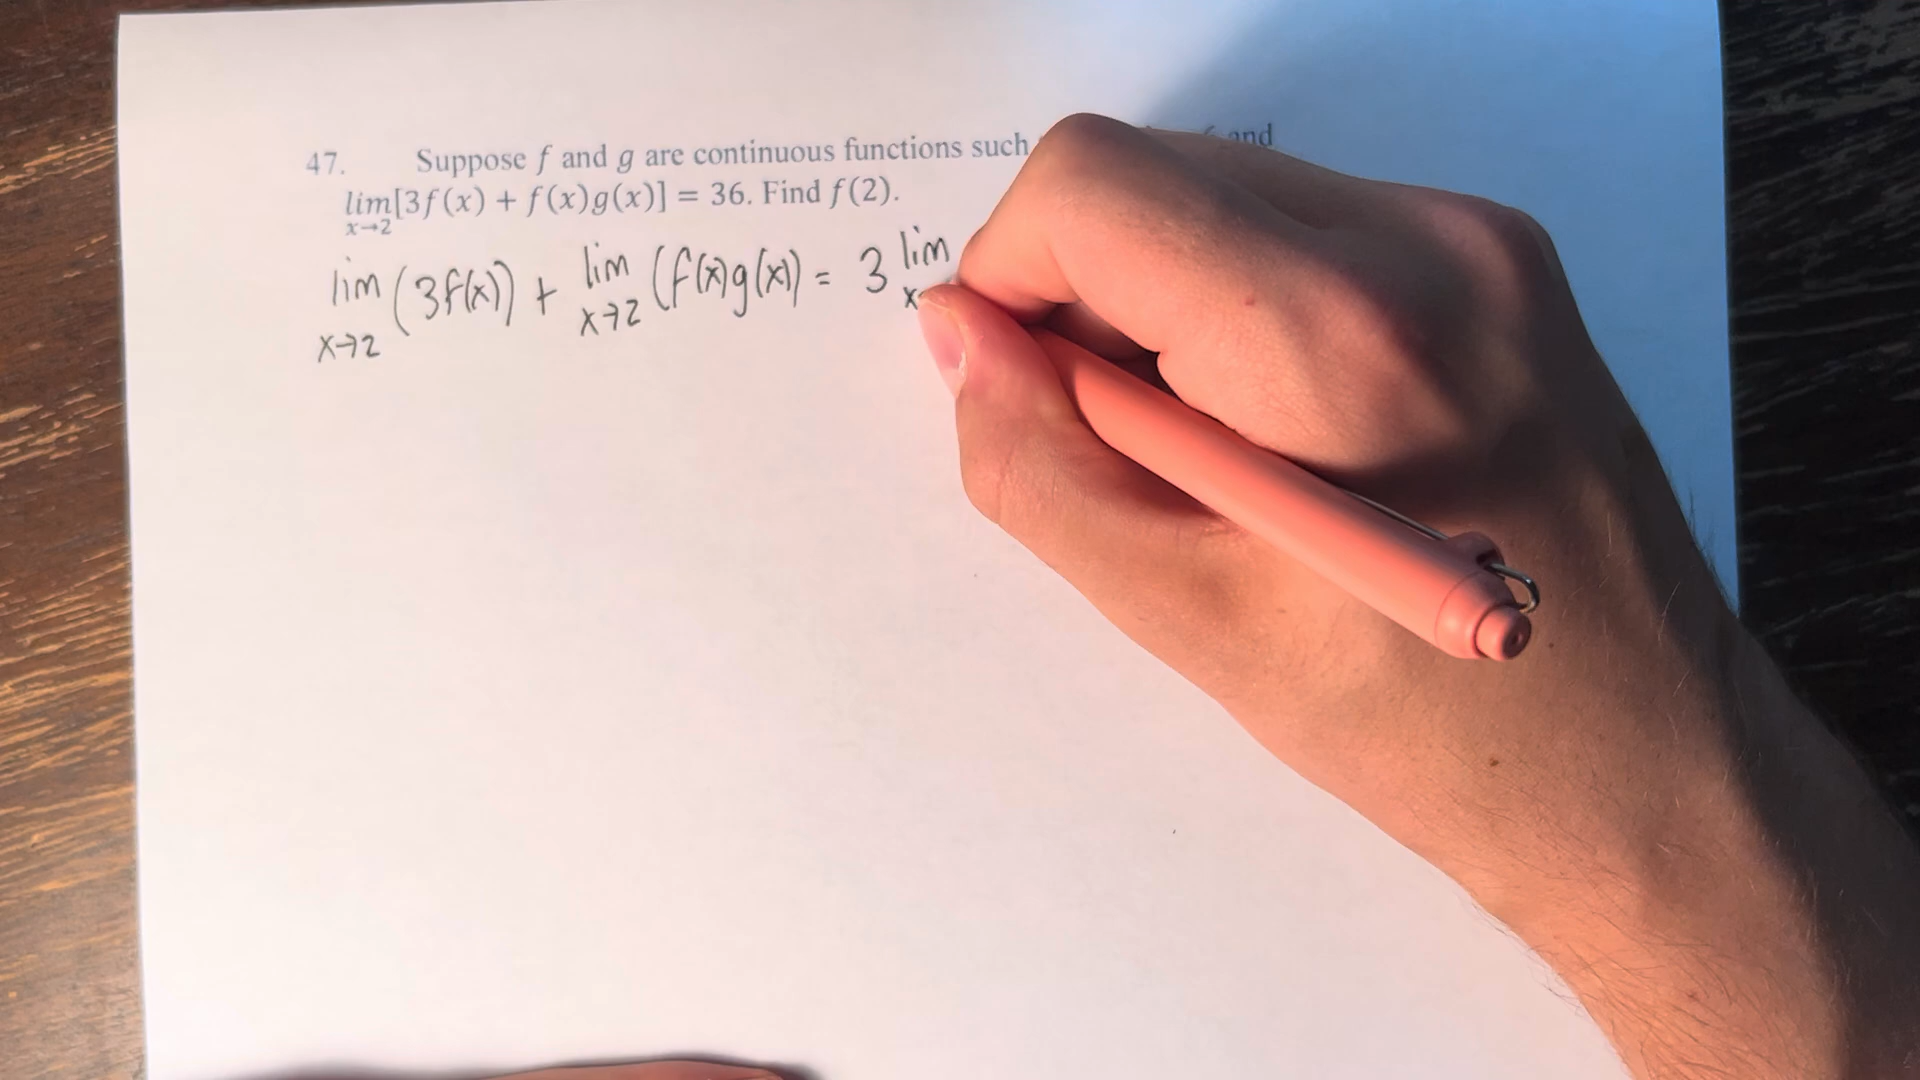 47. Suppose f and g are continuous functions such and
lim[3f(x) + f(x)g(x)] = 36. Find f(2).
x→2
lim (3f(x)) + lim (f(x)g(x) = 3 lim
x→2 x→2 x